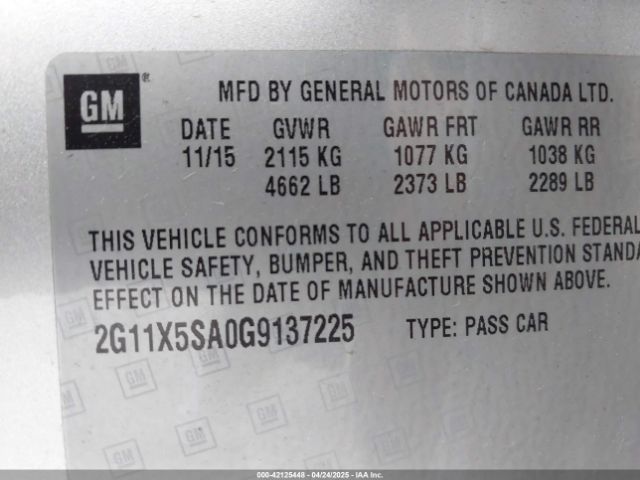 GM ®
MFD BY GENERAL MOTORS OF CANADA LTD.
DATE GVWR GAWR FRT GAWR RR
11/15 2115 KG 1077 KG 1038 KG
4662 LB 2373 LB 2289 LB
THIS VEHICLE CONFORMS TO ALL APPLICABLE U.S. FEDERAL
VEHICLE SAFETY, BUMPER, AND THEFT PREVENTION STANDA
EFFECT ON THE DATE OF MANUFACTURE SHOWN ABOVE.
2G11X5SA0G9137225 TYPE: PASS CAR
000-42125448 - 04/24/2025 - IAA Inc.